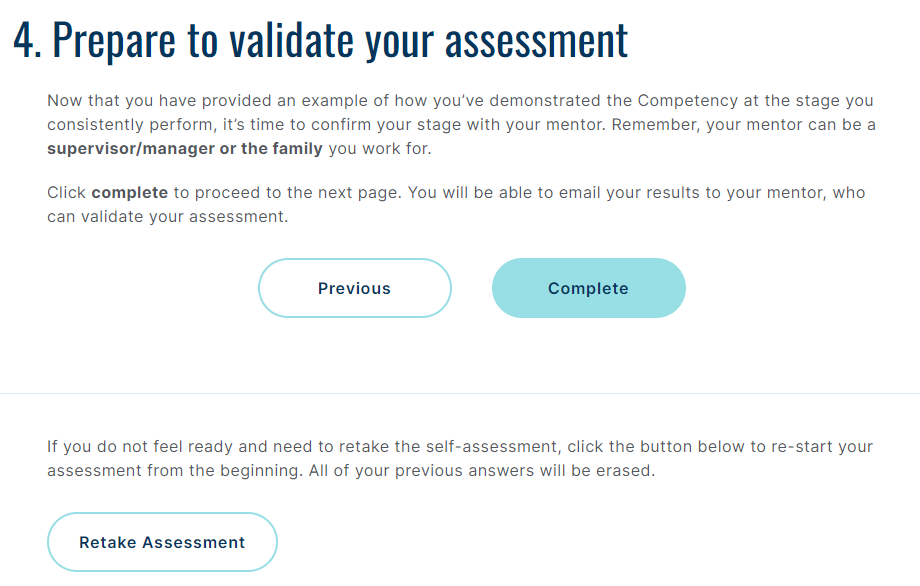 4. Prepare to validate your assessment
Now that you have provided an example of how you’ve demonstrated the Competency at the stage you
consistently perform, it’s time to confirm your stage with your mentor. Remember, your mentor can be a
supervisor/manager or the family you work for.
Click complete to proceed to the next page. You will be able to email your results to your mentor, who
can validate your assessment.
Previous
Complete
If you do not feel ready and need to retake the self-assessment, click the button below to re-start your
assessment from the beginning. All of your previous answers will be erased.
Retake Assessment